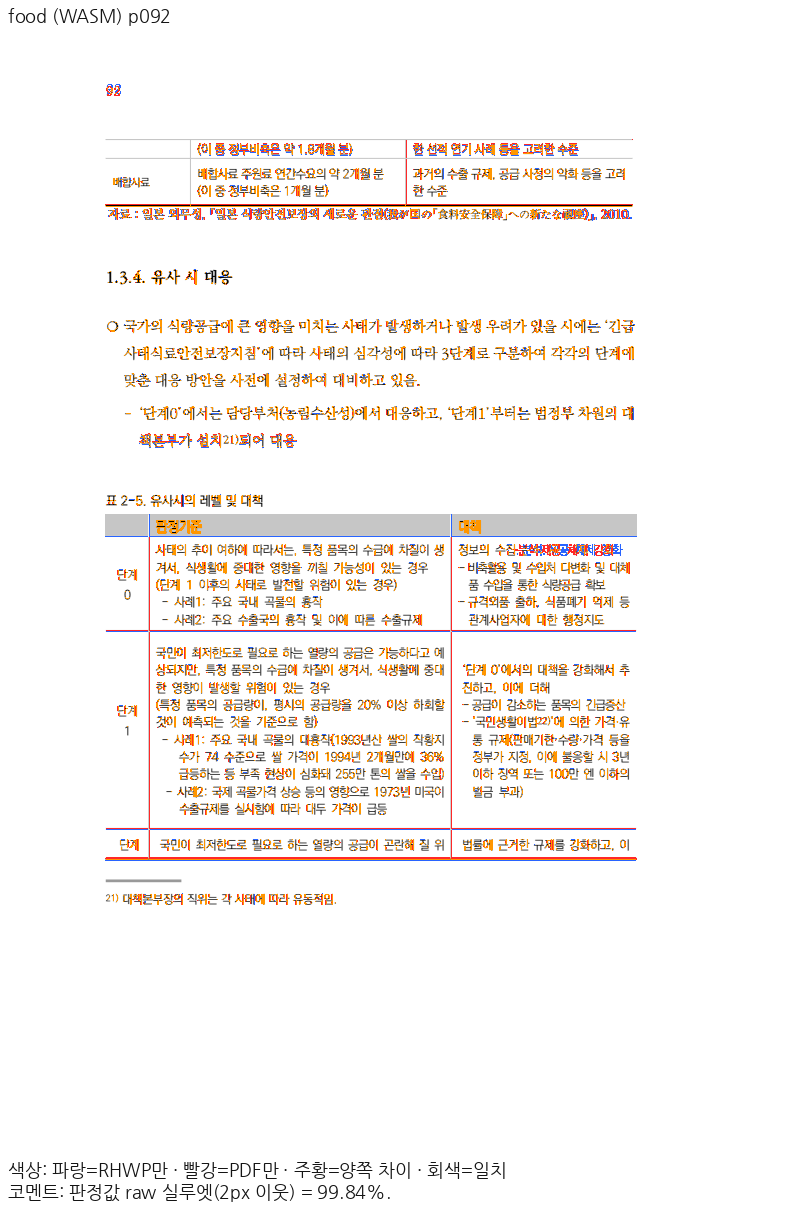 food (WASM) p092
92
(이 중 정부비축은 약 1.8개월 분)
한 선적 연기 사례 등을 고려한 수준
배합사료
배합사료 주원료 연간수요의 약 2개월 분
(이 중 정부비축은 1개월 분)
과거의 수출 규제, 공급 사정의 악화 등을 고려
한 수준
자료 : 일본 외무성. 『일본 식량안전보장의 새로운 전개(我が国の「食料安全保障」への新たな視座)』. 2010.
1.3.4. 유사 시 대응
❍ 국가의 식량공급에 큰 영향을 미치는 사태가 발생하거나 발생 우려가 있을 시에는 '긴급
사태식료안전보장지침'에 따라 사태의 심각성에 따라 3단계로 구분하여 각각의 단계에
맞춘 대응 방안을 사전에 설정하여 대비하고 있음.
- '단계0'에서는 담당부처(농림수산성)에서 대응하고, '단계1'부터는 범정부 차원의 대
책본부가 설치21)되어 대응
표 2-5. 유사시의 레벨 및 대책
판정기준
대책
단계
0
사태의 추이 여하에 따라서는, 특정 품목의 수급에 차질이 생
겨서, 식생활에 중대한 영향을 끼칠 가능성이 있는 경우
(단계 1 이후의 사태로 발전할 위험이 있는 경우)
- 사례1: 주요 국내 곡물의 흉작
- 사례2: 주요 수출국의 흉작 및 이에 따른 수출규제
정보의 수집·
- 비축활용 및 수입처 다변화 및 대체
품 수입을 통한 식량공급 확보
- 규격외품 출하, 식품폐기 억제 등
관계사업자에 대한 행정지도
단계
1
국민이 최저한도로 필요로 하는 열량의 공급은 가능하다고 예
상되지만, 특정 품목의 수급에 차질이 생겨서, 식생활에 중대
한 영향이 발생할 위험이 있는 경우
(특정 품목의 공급량이, 평시의 공급량을 20% 이상 하회할
것이 예측되는 것을 기준으로 함)
- 사례1: 주요 국내 곡물의 대흉작(1993년산 쌀의 작황지
수가 74 수준으로 쌀 가격이 1994년 2개월만에 36%
급등하는 등 부족 현상이 심화돼 255만 톤의 쌀을 수입)
- 사례2: 국제 곡물가격 상승 등의 영향으로 1973년 미국이
수출규제를 실시함에 따라 대두 가격이 급등
'단계 0'에서의 대책을 강화해서 추
진하고, 이에 더해
- 공급이 감소하는 품목의 긴급증산
- '국민생활이법22)'에 의한 가격·유
통 규제(판매기한·수량·가격 등을
정부가 지정, 이에 불응할 시 3년
이하 징역 또는 100만 엔 이하의
벌금 부과)
단계
국민이 최저한도로 필요로 하는 열량의 공급이 곤란해 질 위
법률에 근거한 규제를 강화하고, 이
21) 대책본부장의 직위는 각 사태에 따라 유동적임.
색상: 파랑=RHWP만 · 빨강=PDF만 · 주황=양쪽 차이 · 회색=일치
코멘트: 판정값 raw 실루엣(2px 이웃) = 99.84%.